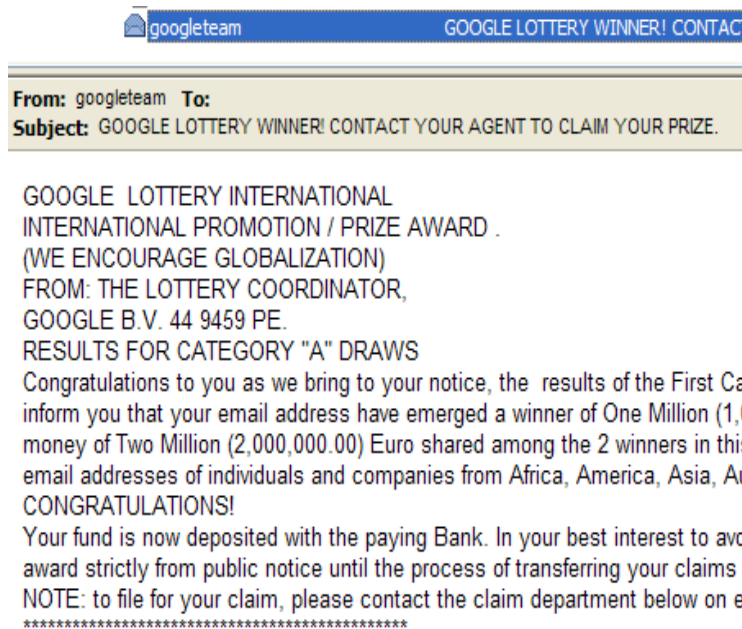 googleteam GOOGLE LOTTERY WINNER! CONTACT
From: googleteam To:
Subject: GOOGLE LOTTERY WINNER! CONTACT YOUR AGENT TO CLAIM YOUR PRIZE.
GOOGLE LOTTERY INTERNATIONAL
INTERNATIONAL PROMOTION / PRIZE AWARD .
(WE ENCOURAGE GLOBALIZATION)
FROM: THE LOTTERY COORDINATOR,
GOOGLE B.V. 44 9459 PE.
RESULTS FOR CATEGORY "A" DRAWS
Congratulations to you as we bring to your notice, the results of the First Ca
inform you that your email address have emerged a winner of One Million (1,
money of Two Million (2,000,000.00) Euro shared among the 2 winners in this
email addresses of individuals and companies from Africa, America, Asia, Au
CONGRATULATIONS!
Your fund is now deposited with the paying Bank. In your best interest to avo
award strictly from public notice until the process of transferring your claims
NOTE: to file for your claim, please contact the claim department below on e
***********************************************